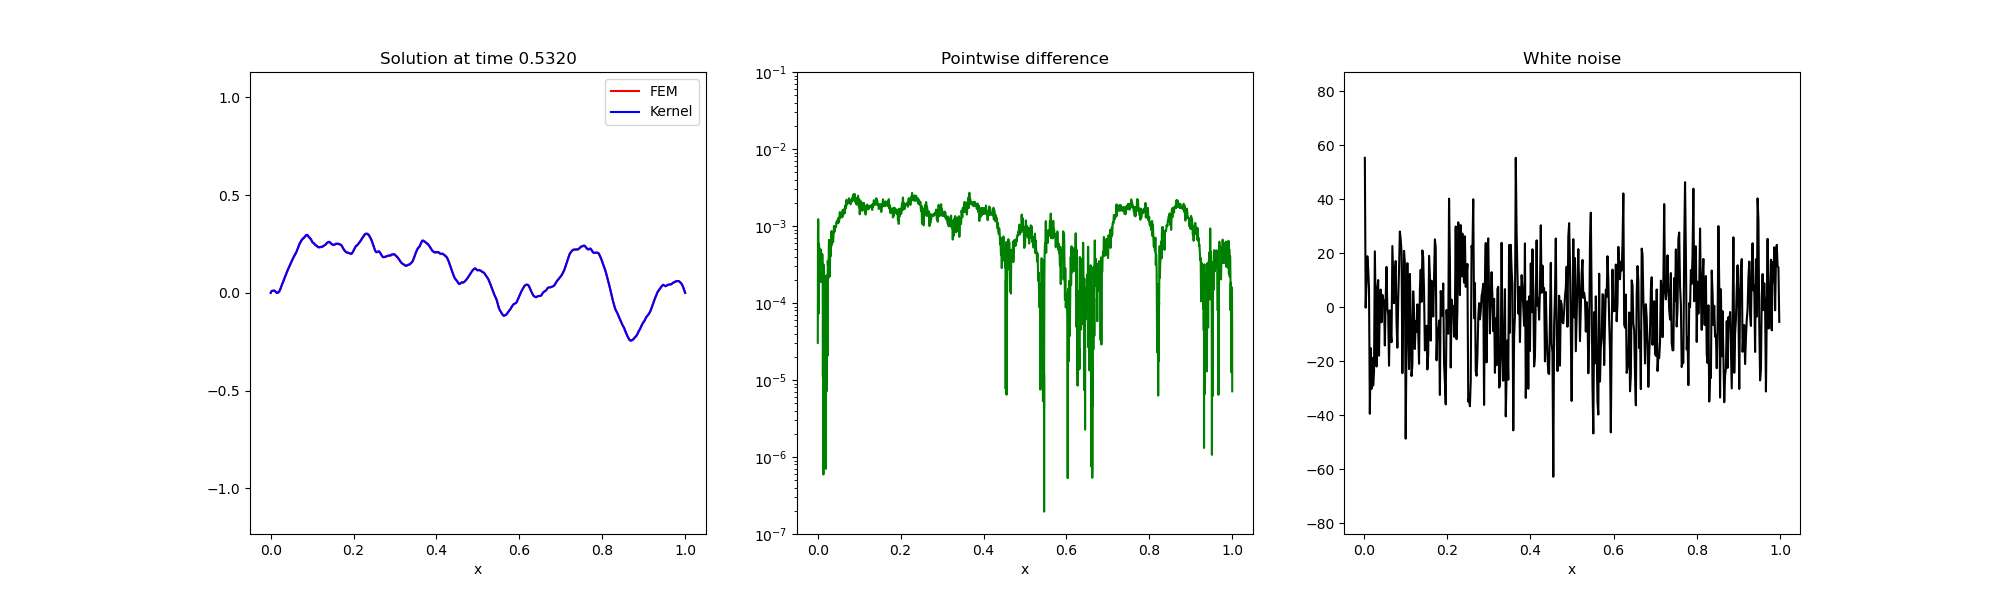 Solution at time 0.5320
1.0
0.5
0.0
−0.5
−1.0
0.0 0.2 0.4 0.6 0.8 1.0
x
FEM
Kernel
Pointwise difference
10⁻¹
10⁻²
10⁻³
10⁻⁴
10⁻⁵
10⁻⁶
10⁻⁷
0.0 0.2 0.4 0.6 0.8 1.0
x
White noise
80
60
40
20
0
−20
−40
−60
−80
0.0 0.2 0.4 0.6 0.8 1.0
x